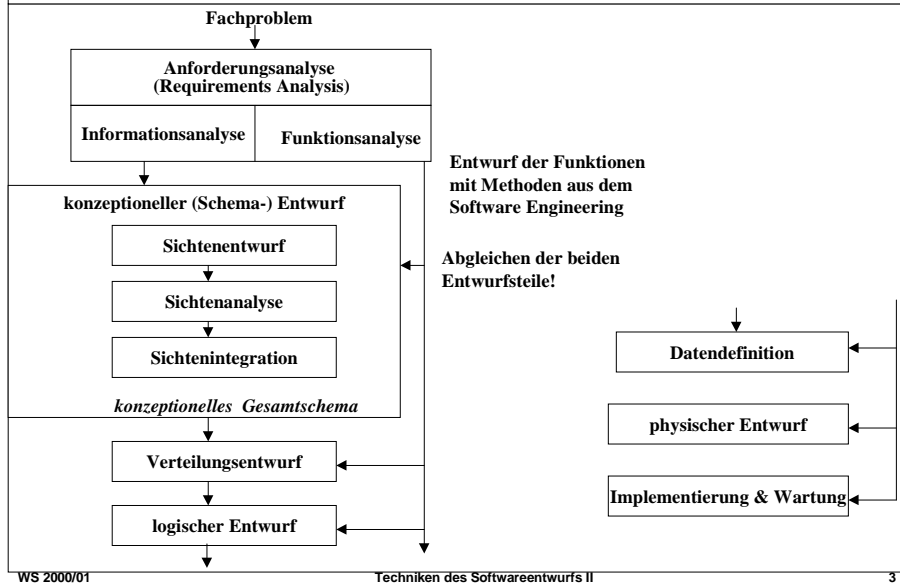 Fachproblem
Anforderungsanalyse
(Requirements Analysis)
Informationsanalyse
Funktionsanalyse
Entwurf der Funktionen
mit Methoden aus dem
Software Engineering
konzeptioneller (Schema-) Entwurf
Sichtenentwurf
Abgleichen der beiden
Entwurfsteile!
Sichtenanalyse
Sichtenintegration
konzeptionelles Gesamtschema
Verteilungsentwurf
logischer Entwurf
Datendefinition
physischer Entwurf
Implementierung & Wartung
WS 2000/01
Techniken des Softwareentwurfs II
3